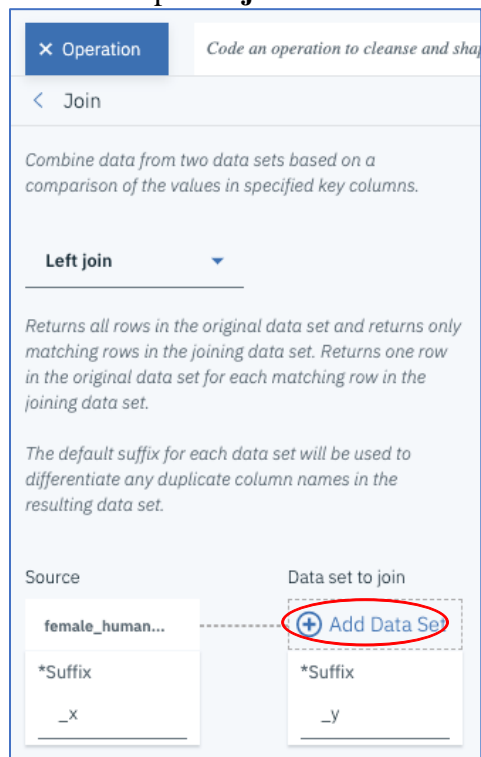 × Operation Code an operation to cleanse and
< Join
Combine data from two data sets based on a
comparison of the values in specified key columns.
Left join
Returns all rows in the original data set and returns only
matching rows in the joining data set. Returns one row
in the original data set for each matching row in the
joining data set.
The default suffix for each data set will be used to
differentiate any duplicate column names in the
resulting data set.
Source Data set to join
female_human... Add Data Set
*Suffix *Suffix
_x _y